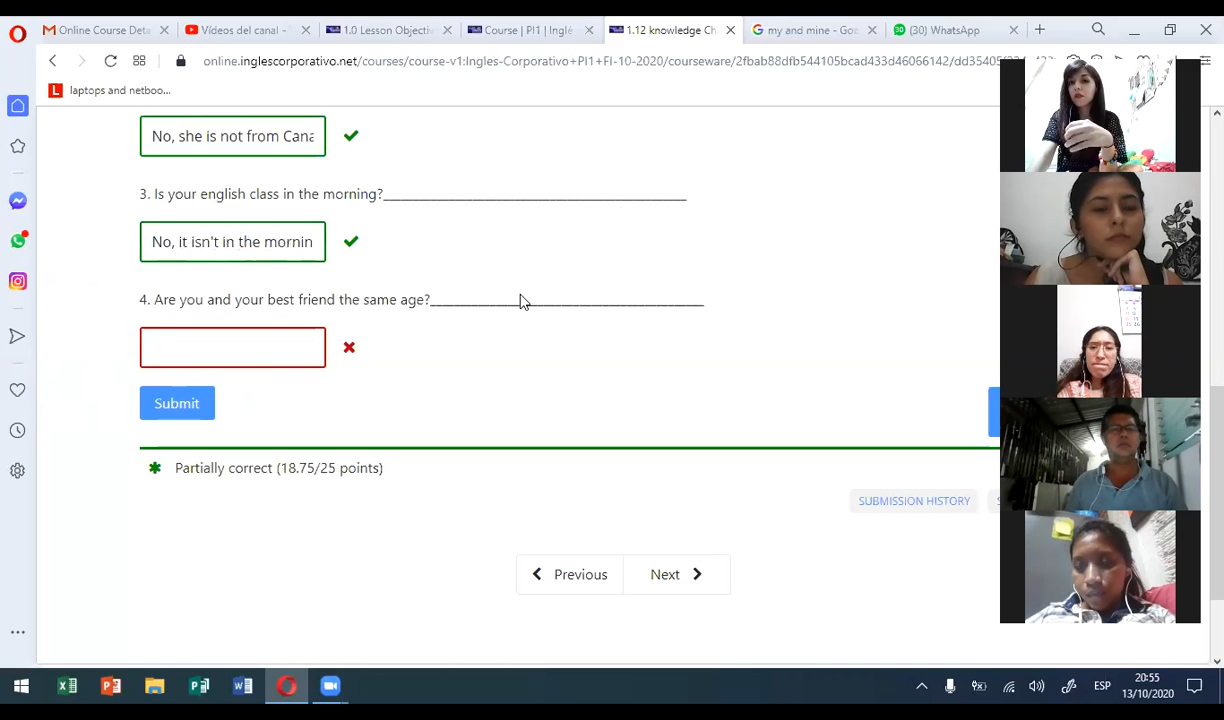 Online Course Deta
Vídeos del canal -
1.0 Lesson Objectiv
Course | PI1 | Inglé
1.12 knowledge Ch
my and mine - Goo
(30) WhatsApp
online.inglescorporativo.net/courses/course-v1:Ingles-Corporativo+PI1+FI-10-2020/courseware/2fbab88dfb544105bcad433d46066142/dd35405
L laptops and netboo...
No, she is not from Cana
3. Is your english class in the morning?
No, it isn't in the mornin
4. Are you and your best friend the same age?
Submit
Partially correct (18.75/25 points)
SUBMISSION HISTORY
Previous
Next
20:55
ESP
13/10/2020